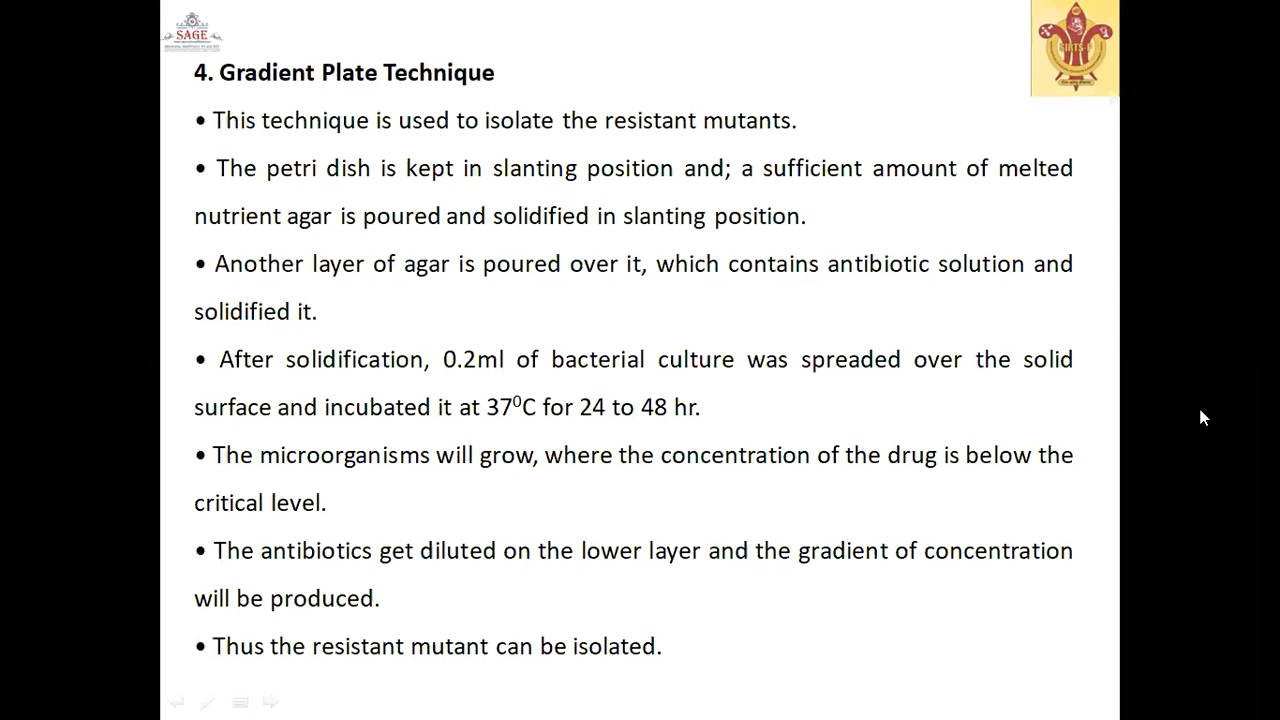 SAGE
4. Gradient Plate Technique
• This technique is used to isolate the resistant mutants.
• The petri dish is kept in slanting position and; a sufficient amount of melted
nutrient agar is poured and solidified in slanting position.
• Another layer of agar is poured over it, which contains antibiotic solution and
solidified it.
• After solidification, 0.2ml of bacterial culture was spreaded over the solid
surface and incubated it at 37⁰C for 24 to 48 hr.
• The microorganisms will grow, where the concentration of the drug is below the
critical level.
• The antibiotics get diluted on the lower layer and the gradient of concentration
will be produced.
• Thus the resistant mutant can be isolated.